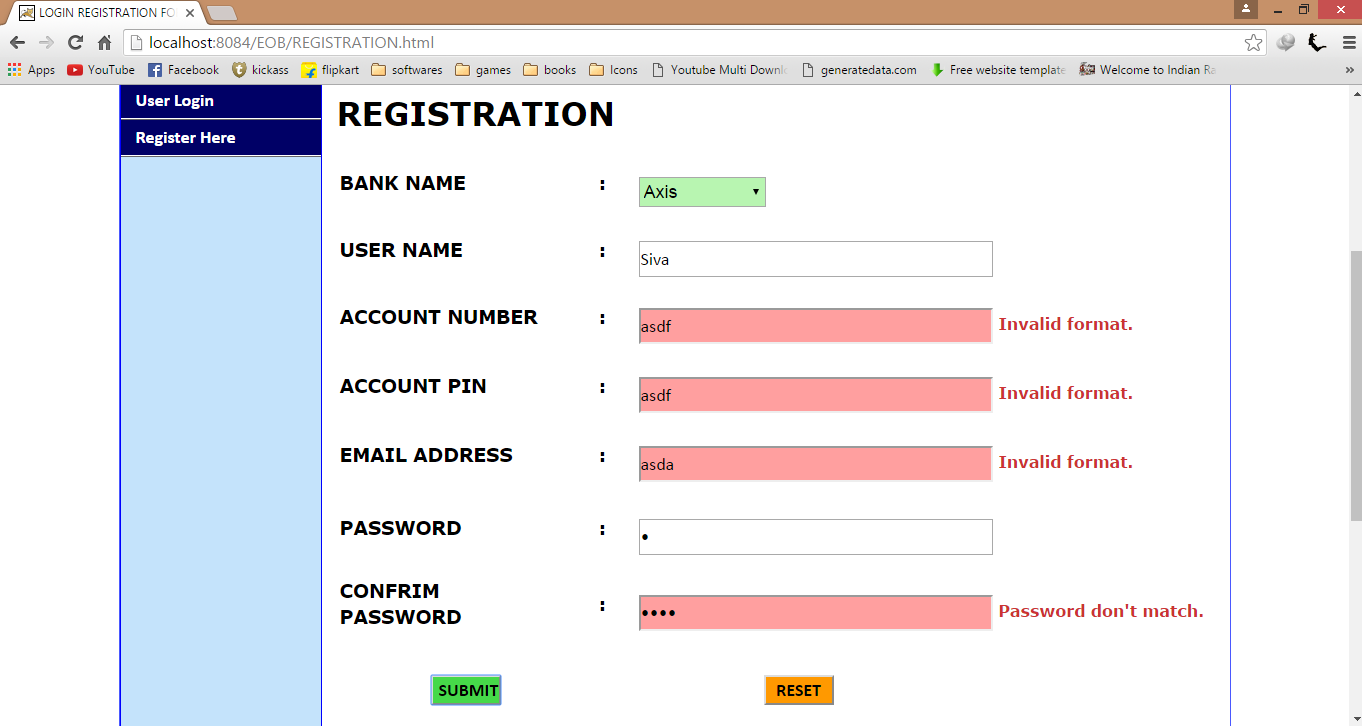 LOGIN REGISTRATION FO
localhost:8084/EOB/REGISTRATION.html
Apps YouTube Facebook kickass flipkart softwares games books Icons Youtube Multi Downl generatedata.com Free website template Welcome to Indian Ra »
User Login
Register Here
REGISTRATION
BANK NAME : Axis
USER NAME : Siva
ACCOUNT NUMBER : asdf Invalid format.
ACCOUNT PIN : asdf Invalid format.
EMAIL ADDRESS : asda Invalid format.
PASSWORD : •
CONFRIM
PASSWORD : •••• Password don't match.
SUBMIT RESET